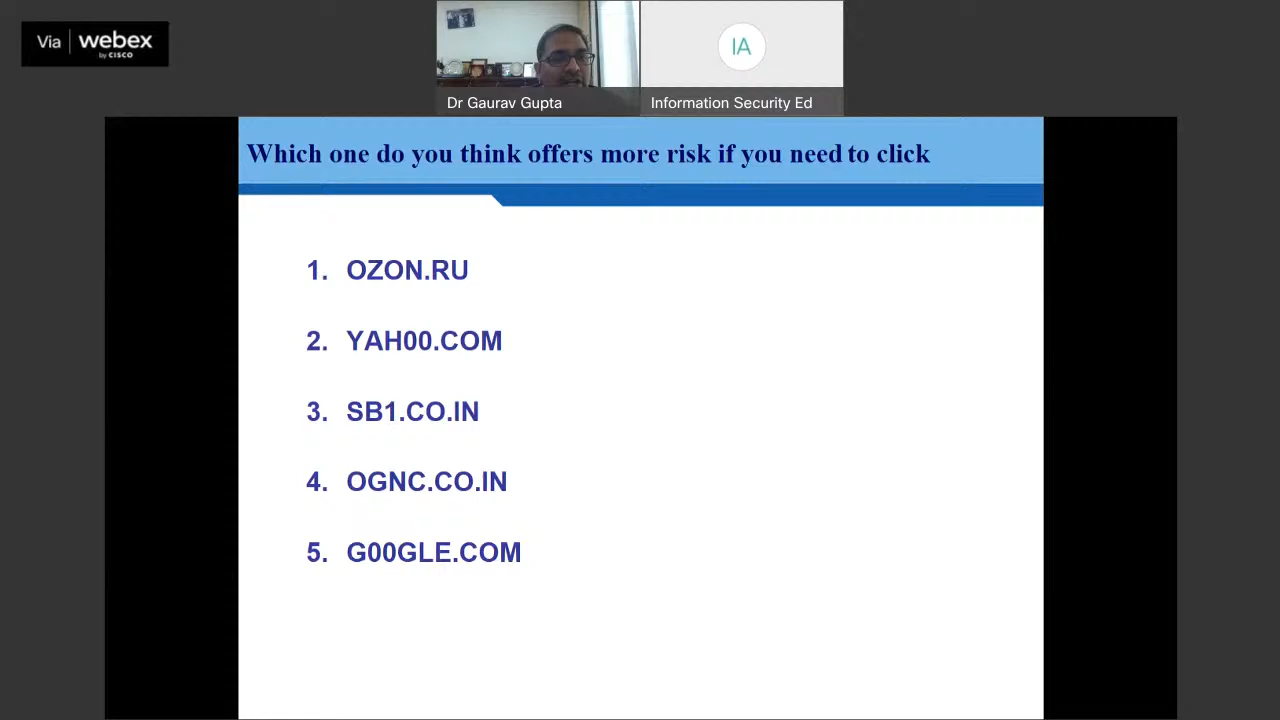 Via webex
by CISCO
IA
Dr Gaurav Gupta
Information Security Ed
Which one do you think offers more risk if you need to click
1. OZON.RU
2. YAH00.COM
3. SB1.CO.IN
4. OGNC.CO.IN
5. G00GLE.COM